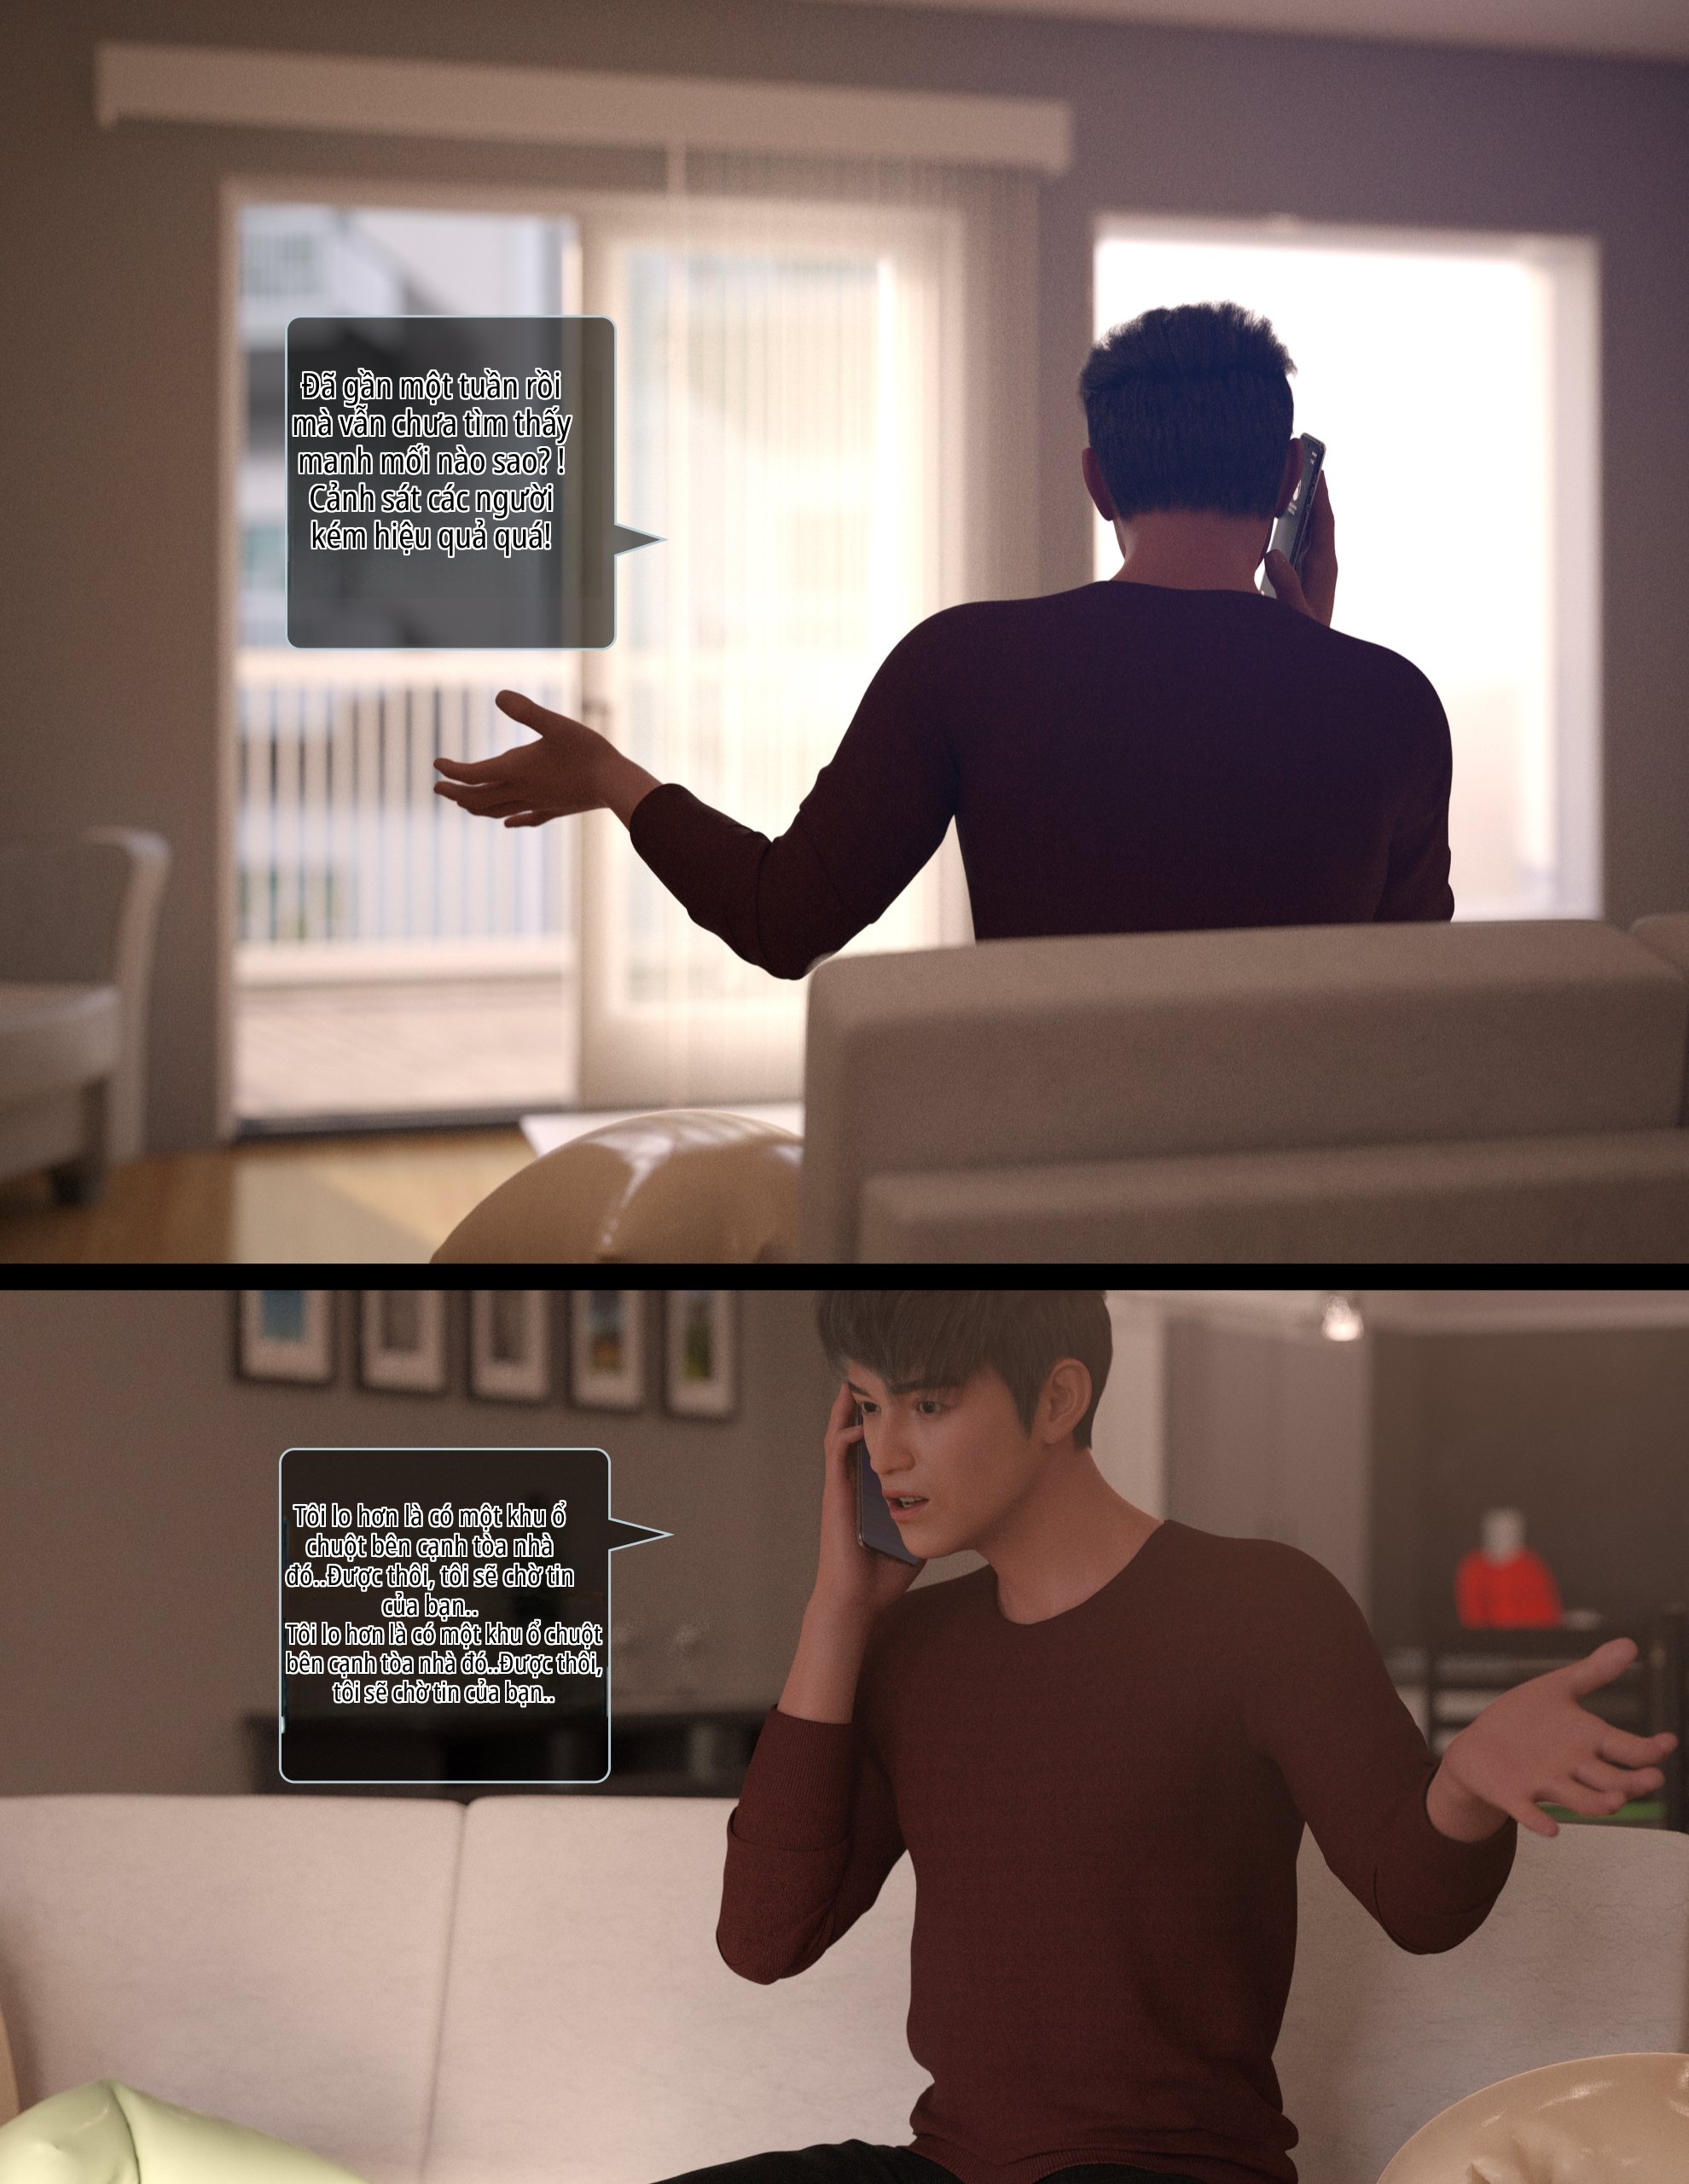 Đã gần một tuần rồi
mà vẫn chưa tìm thấy
manh mối nào sao? !
Cảnh sát các người
kém hiệu quả quá!
Tôi lo hơn là có một khu ổ
chuột bên cạnh tòa nhà
đó..Được thôi, tôi sẽ chờ tin
của bạn..
Tôi lo hơn là có một khu ổ chuột
bên cạnh tòa nhà đó..Được thôi,
tôi sẽ chờ tin của bạn..